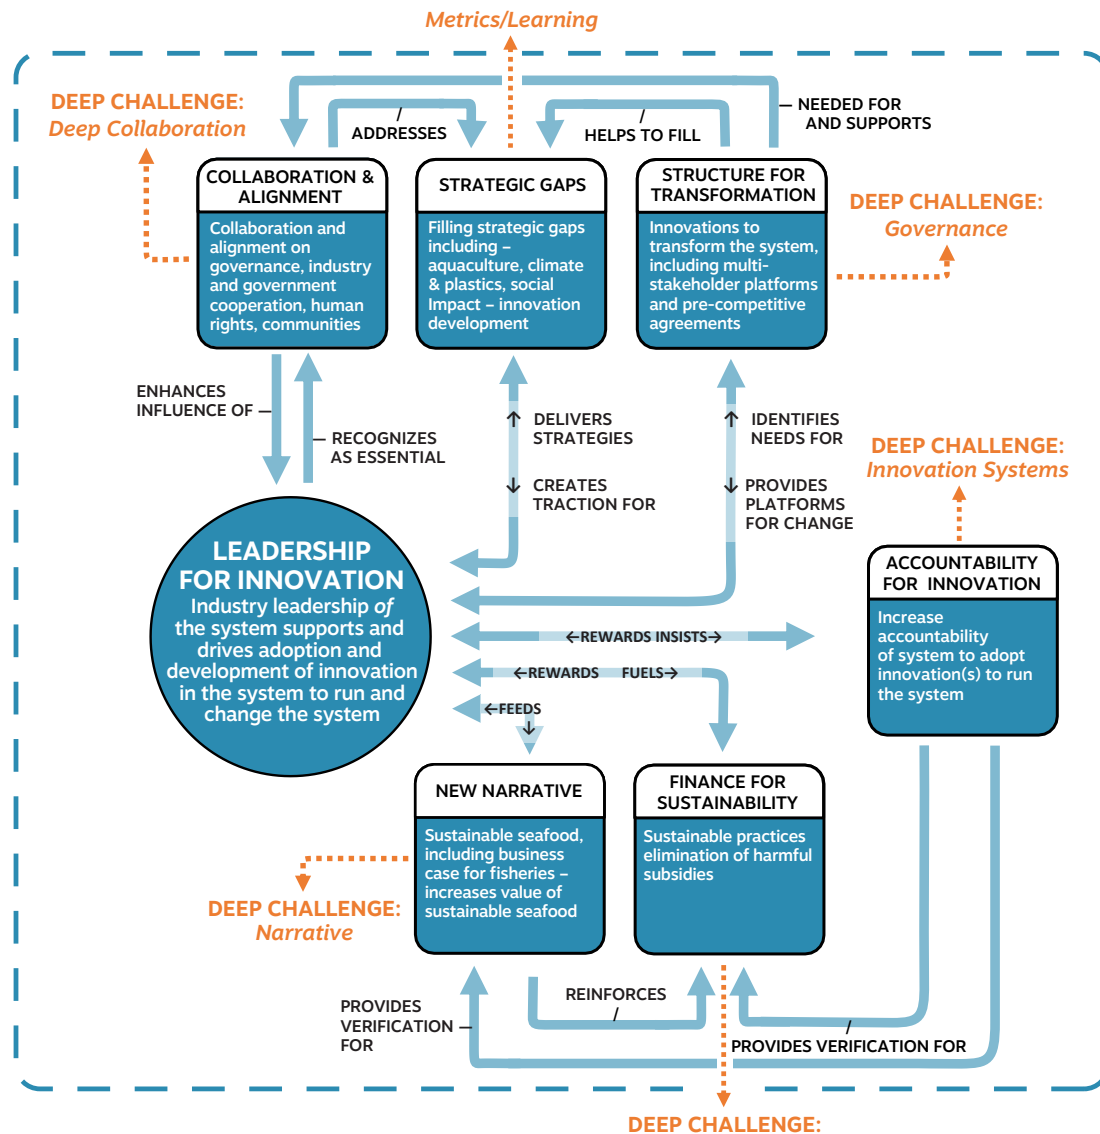 Metrics/Learning
DEEP CHALLENGE:
Deep Collaboration
ADDRESSES
HELPS TO FILL
NEEDED FOR
AND SUPPORTS
COLLABORATION &
ALIGNMENT
Collaboration and
alignment on
governance, industry
and government
cooperation, human
rights, communities
STRATEGIC GAPS
Filling strategic gaps
including –
aquaculture, climate
& plastics, social
Impact – innovation
development
STRUCTURE FOR
TRANSFORMATION
Innovations to
transform the system,
including multi-
stakeholder platforms
and pre-competitive
agreements
DEEP CHALLENGE:
Governance
ENHANCES
INFLUENCE OF
RECOGNIZES
AS ESSENTIAL
↑ DELIVERS
STRATEGIES
↓ CREATES
TRACTION FOR
↑ IDENTIFIES
NEEDS FOR
↓ PROVIDES
PLATFORMS
FOR CHANGE
DEEP CHALLENGE:
Innovation Systems
LEADERSHIP
FOR INNOVATION
Industry leadership of
the system supports and
drives adoption and
development of innovation
in the system to run and
change the system
←REWARDS INSISTS→
←REWARDS FUELS→
←FEEDS
↓
ACCOUNTABILITY
FOR INNOVATION
Increase
accountability
of system to adopt
innovation(s) to run
the system
NEW NARRATIVE
Sustainable seafood,
including business
case for fisheries –
increases value of
sustainable seafood
FINANCE FOR
SUSTAINABILITY
Sustainable practices
elimination of harmful
subsidies
DEEP CHALLENGE:
Narrative
PROVIDES
VERIFICATION
FOR
REINFORCES
PROVIDES VERIFICATION FOR
DEEP CHALLENGE: